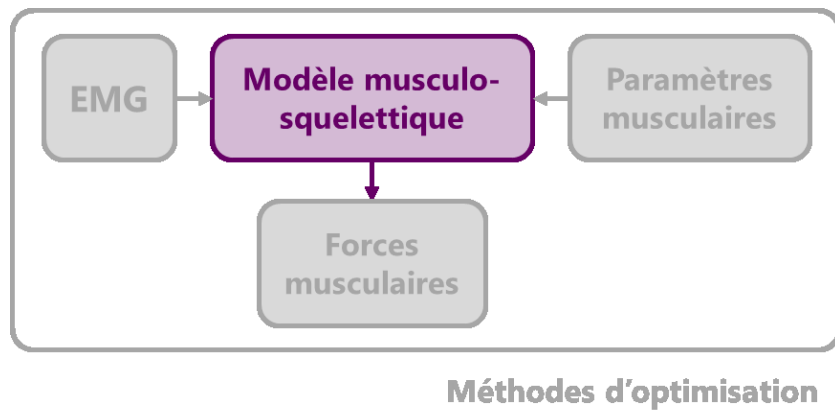 EMG
Modèle musculo-
squelettique
Paramètres
musculaires
Forces
musculaires
Méthodes d'optimisation